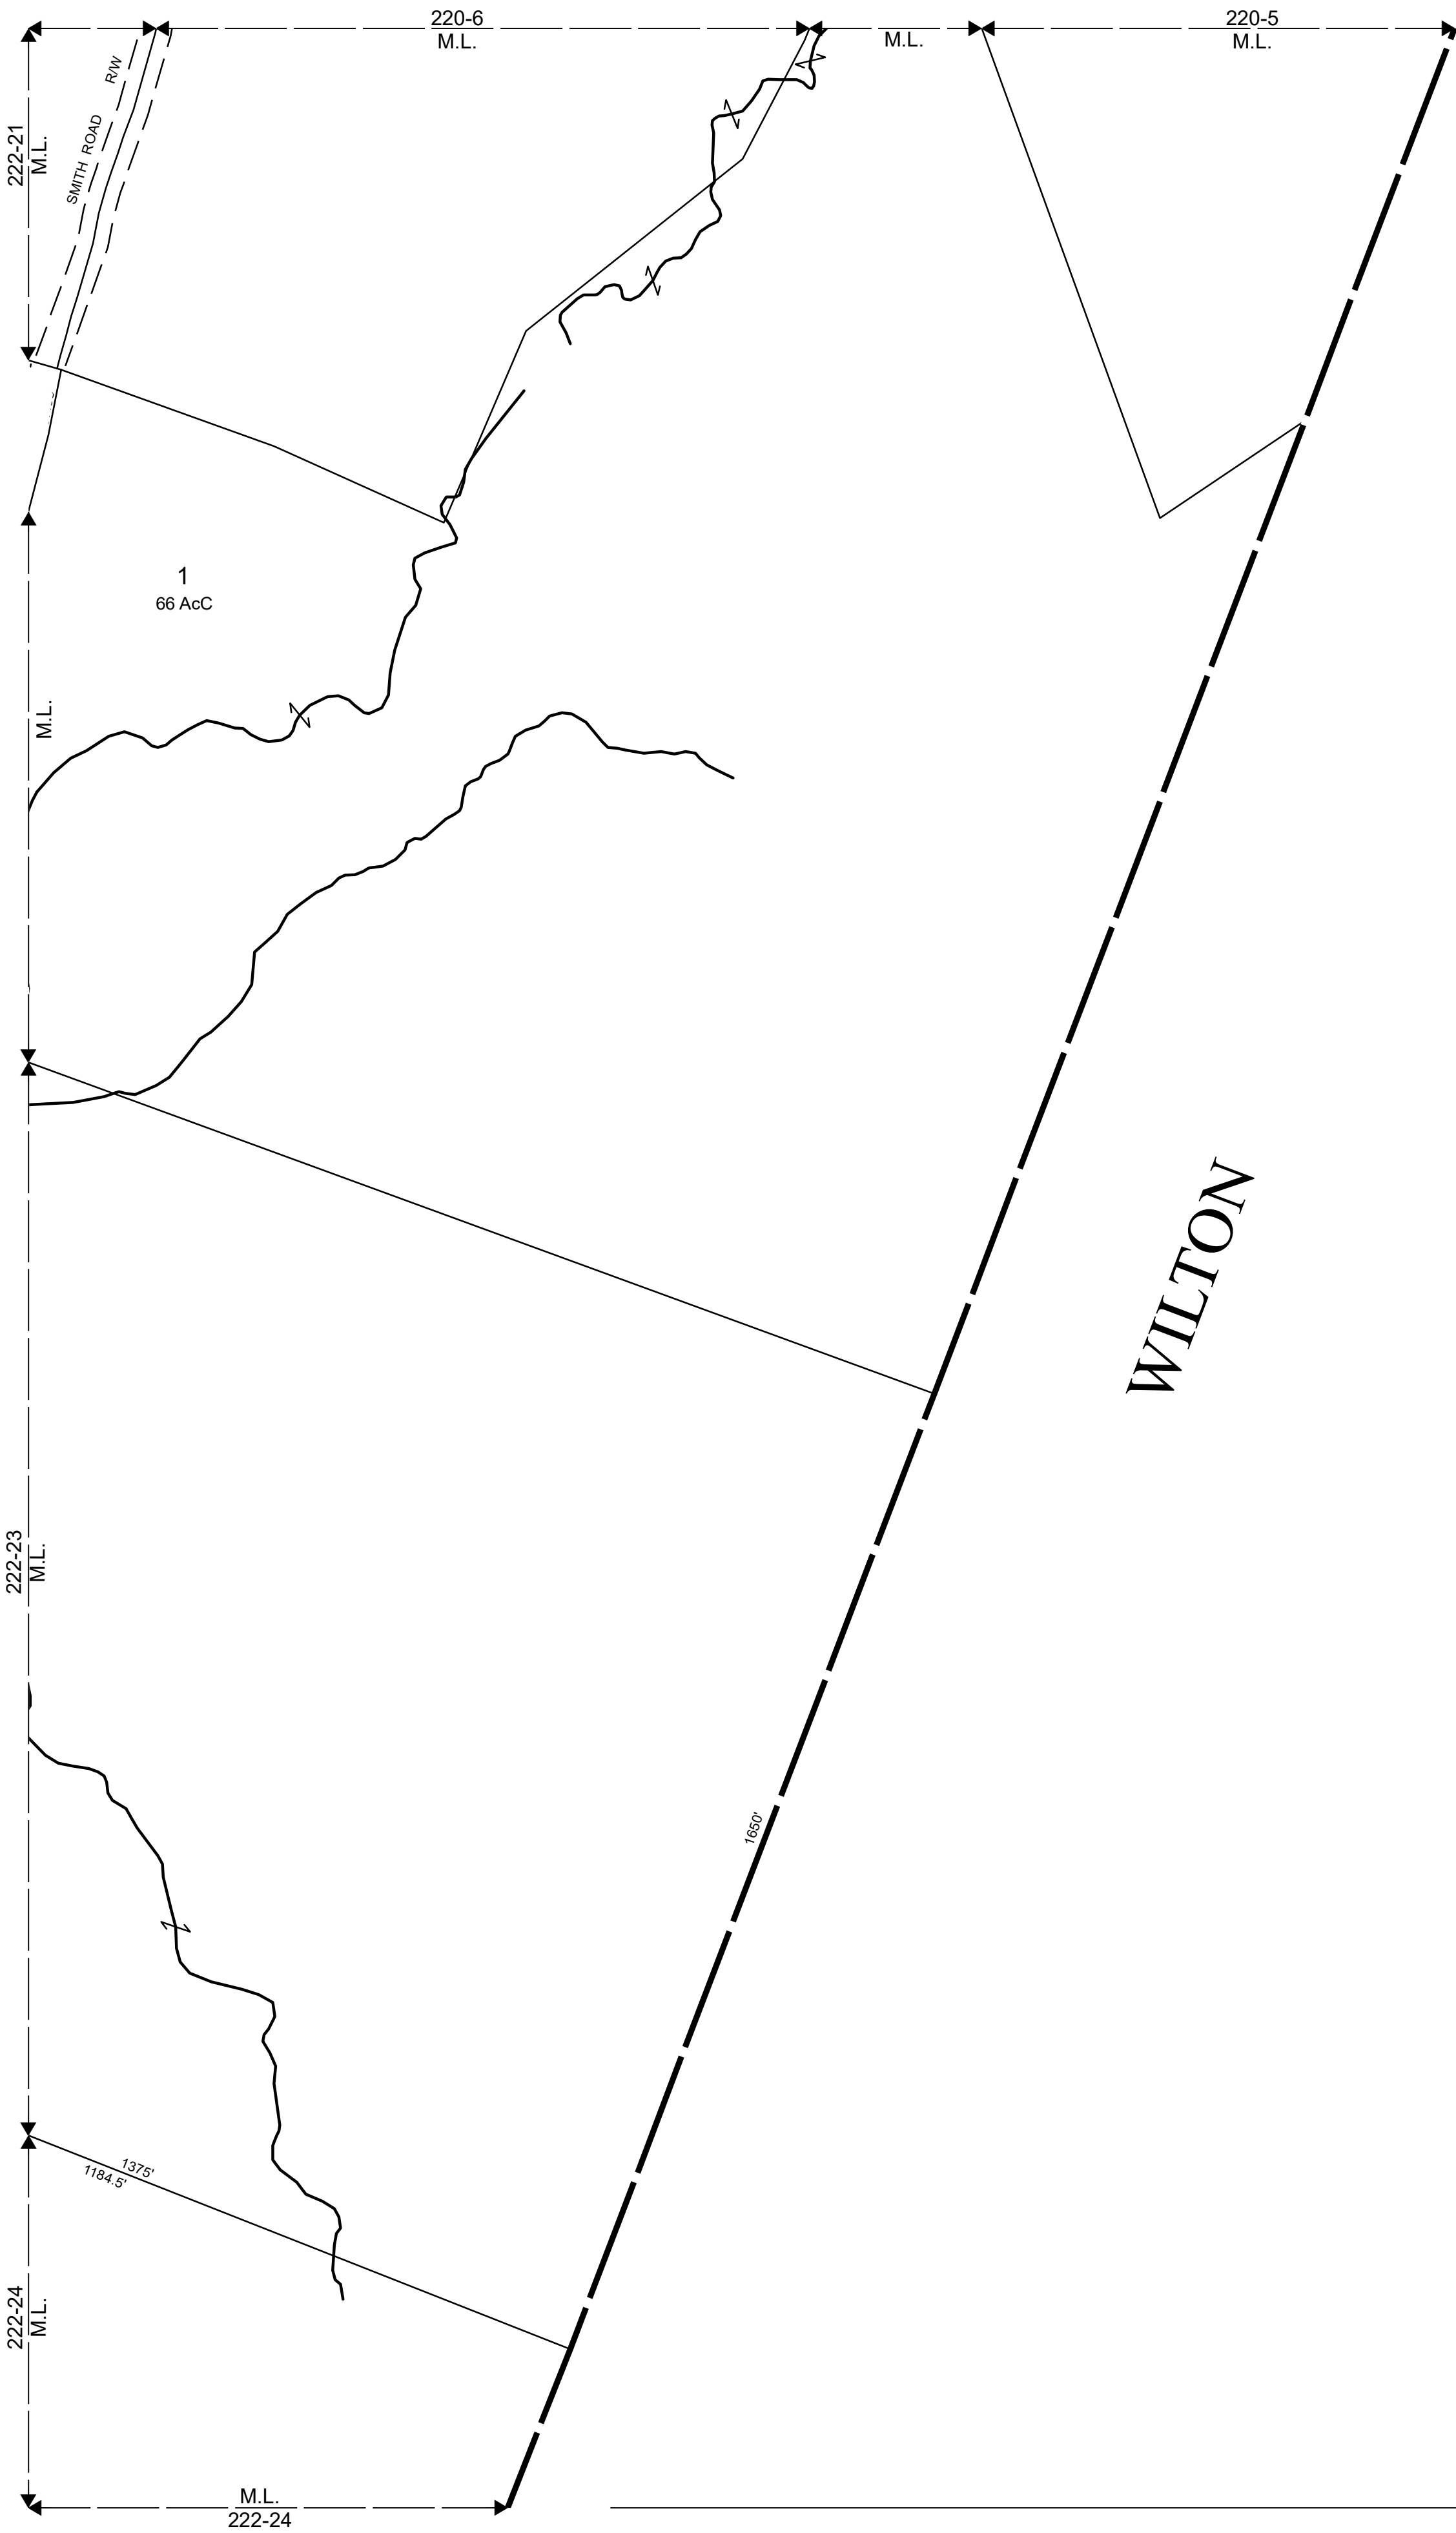 220-6
M.L.
M.L.
220-5
M.L.
222-21
M.L.
SMITH ROAD R/W
1
66 AcC
M.L.
WILTON
222-23
M.L.
1650'
1375'
1184.5'
222-24
M.L.
M.L.
222-24